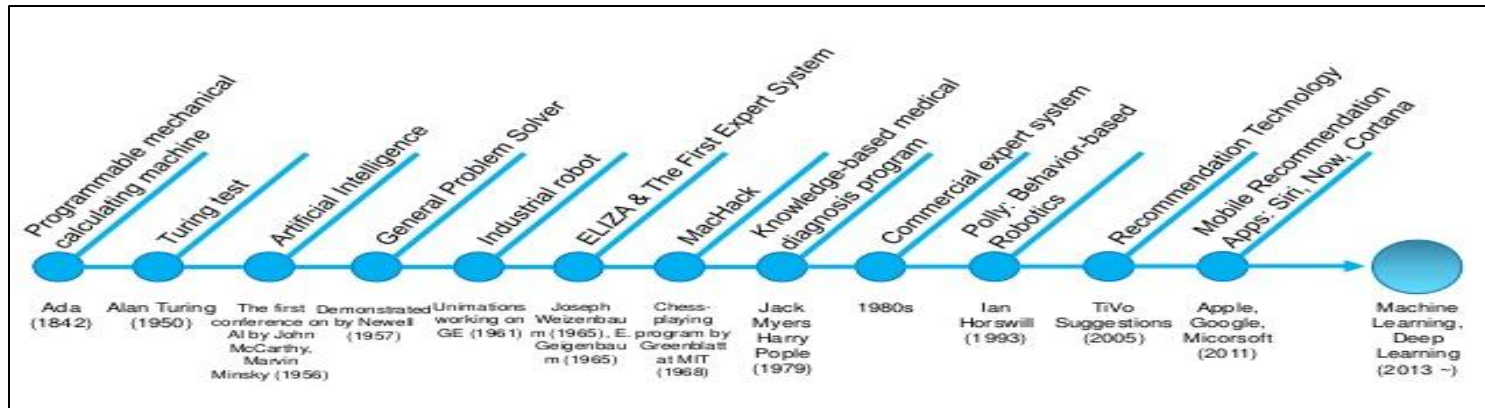 Programmable mechanical
calculating machine
Turing test
Artificial Intelligence
General Problem Solver
Industrial robot
ELIZA & The First Expert System
MacHack
Knowledge-based medical
diagnosis program
Commercial expert system
Polly: Behavior-based
Robotics
Recommendation Technology
Mobile Recommendation
Apps: Siri, Now, Cortana
Ada
(1842)
Alan Turing
(1950)
The first
conference on
AI by John
McCarthy,
Marvin
Minsky (1956)
Demonstrated
by Newell
(1957)
Unimations
working on
GE (1961)
Joseph
Weizenbau
m (1965), E.
Geigenbau
m (1965)
Chess-
playing
program by
Greenblatt
at MIT
(1968)
Jack
Myers
Harry
Pople
(1979)
1980s
Ian
Horswill
(1993)
TiVo
Suggestions
(2005)
Apple,
Google,
Micorsoft
(2011)
Machine
Learning,
Deep
Learning
(2013 ~)